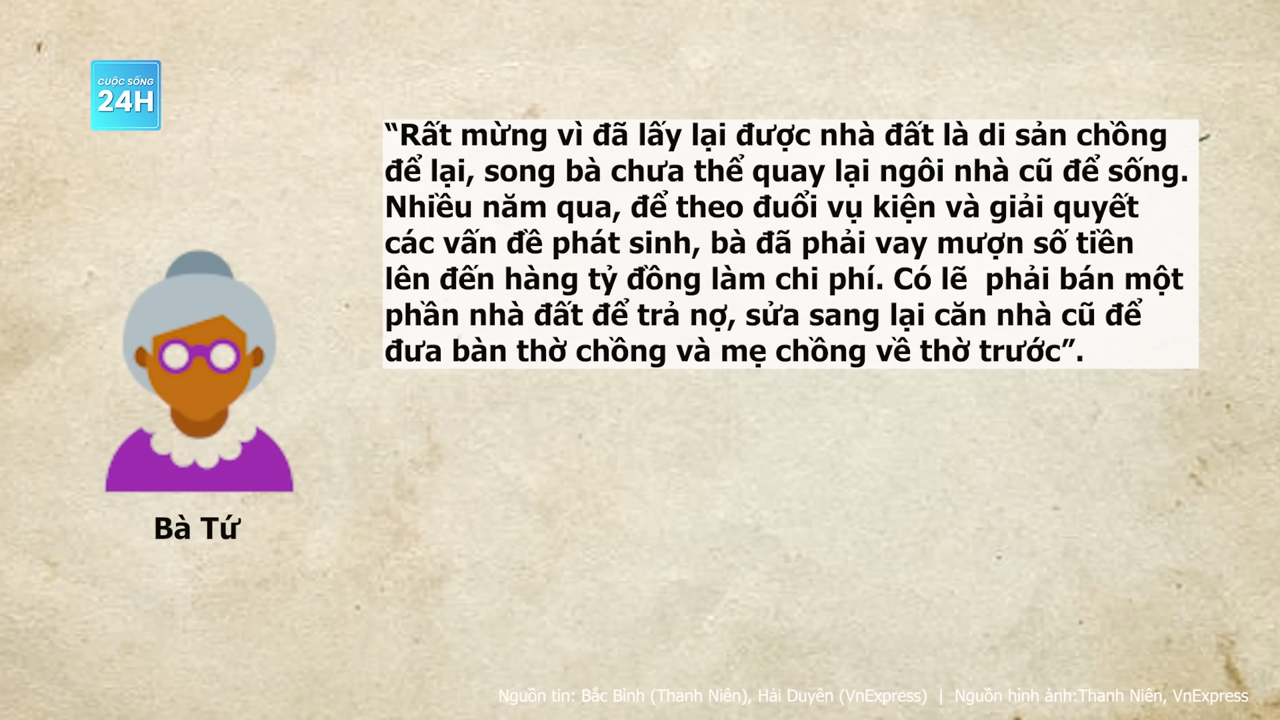 CUỘC SỐNG
24H
“Rất mừng vì đã lấy lại được nhà đất là di sản chồng
để lại, song bà chưa thể quay lại ngôi nhà cũ để sống.
Nhiều năm qua, để theo đuổi vụ kiện và giải quyết
các vấn đề phát sinh, bà đã phải vay mượn số tiền
lên đến hàng tỷ đồng làm chi phí. Có lẽ  phải bán một
phần nhà đất để trả nợ, sửa sang lại căn nhà cũ để
đưa bàn thờ chồng và mẹ chồng về thờ trước”.
Bà Tứ
Nguồn tin: Bắc Bình (Thanh Niên), Hải Duyên (VnExpress) | Nguồn hình ảnh:Thanh Niên, VnExpress